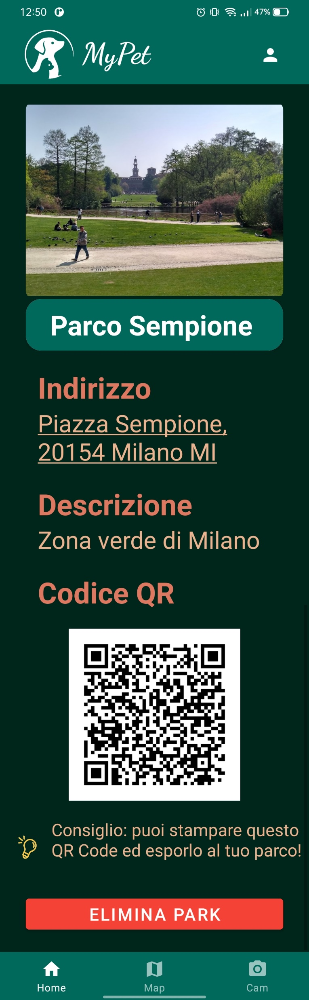 12:50
47%
MyPet
Parco Sempione
Indirizzo
Piazza Sempione,
20154 Milano MI
Descrizione
Zona verde di Milano
Codice QR
Consiglio: puoi stampare questo
QR Code ed esporlo al tuo parco!
ELIMINA PARK
Home
Map
Cam